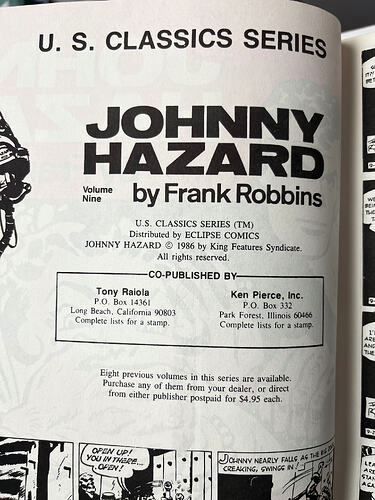 U. S. CLASSICS SERIES
JOHNNY
HAZARD
Volume
Nine
by Frank Robbins
U.S. CLASSICS SERIES (TM)
Distributed by ECLIPSE COMICS
JOHNNY HAZARD © 1986 by King Features Syndicate.
All rights reserved.
CO-PUBLISHED BY
Tony Raiola
P.O. Box 14361
Long Beach, California 90803
Complete lists for a stamp.
Ken Pierce, Inc.
P.O. Box 332
Park Forest, Illinois 60466
Complete lists for a stamp.
Eight previous volumes in this series are available.
Purchase any of them from your dealer, or direct
from either publisher postpaid for $4.95 each.
OPEN UP!
YOU IN THERE...
OPEN!
JOHNNY NEARLY FALLS AS THE BIG
CREAKING, SWINGS IN!